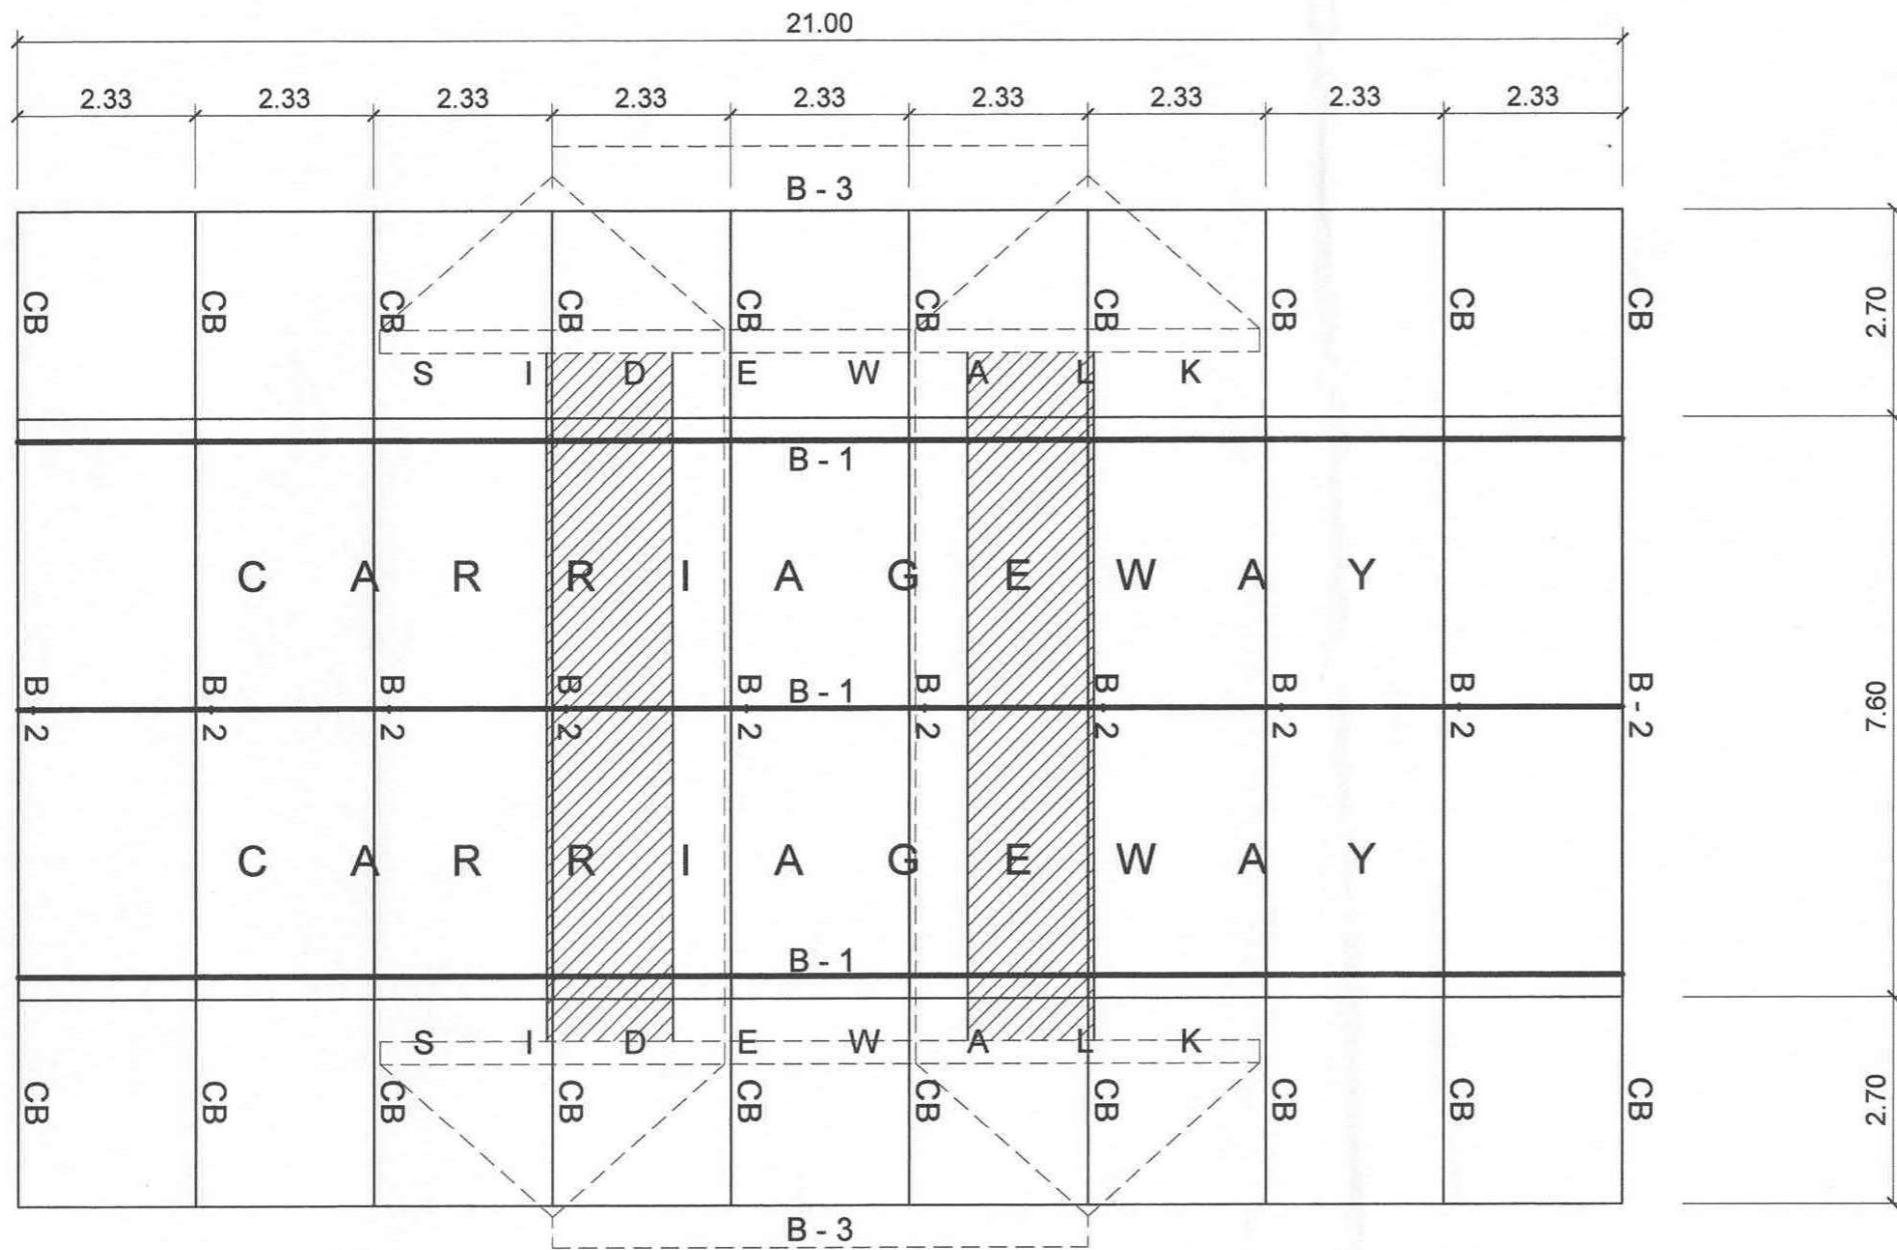 21.00
2.33 2.33 2.33 2.33 2.33 2.33 2.33 2.33 2.33
B - 3
CB CB CB CB CB CB CB CB CB CB
2.70
S I D E W A L K
B - 1
C A R R I A G E W A Y
B - 1
B - 2 B - 2 B - 2 B - 2 B - 2 B - 2 B - 2 B - 2 B - 2 B - 2
7.60
C A R R I A G E W A Y
B - 1
S I D E W A L K
CB CB CB CB CB CB CB CB CB CB
2.70
B - 3